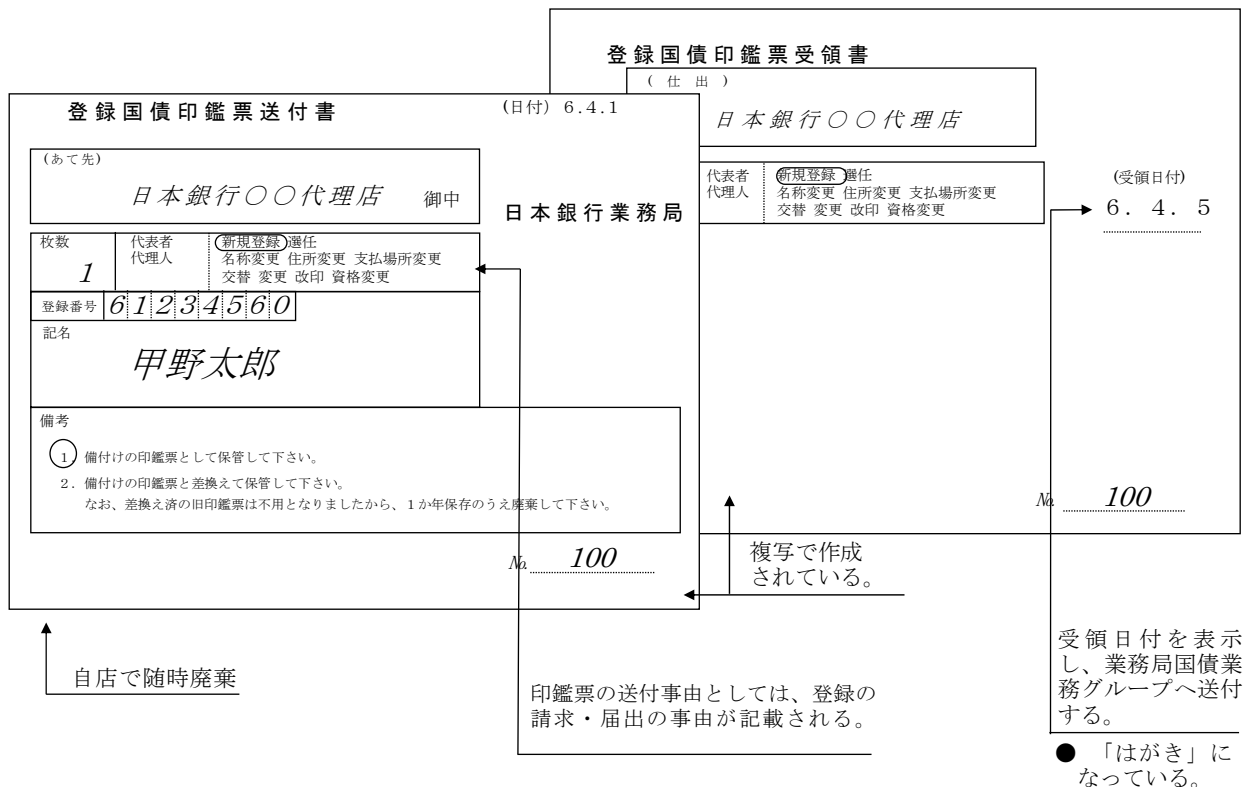 登録国債印鑑票受領書
(仕出)
日本銀行〇〇代理店
代表者
代理人
新規登録 選任
名称変更 住所変更 支払場所変更
交替 変更 改印 資格変更
(受領日付)
6. 4. 5
No. 100
登録国債印鑑票送付書
(日付) 6.4.1
(あて先)
日本銀行〇〇代理店 御中
日本銀行業務局
枚数
1
代表者
代理人
新規登録 選任
名称変更 住所変更 支払場所変更
交替 変更 改印 資格変更
登録番号 61234560
記名
甲野太郎
備考
1. 備付けの印鑑票として保管して下さい。
2. 備付けの印鑑票と差換えて保管して下さい。
なお、差換え済の旧印鑑票は不用となりましたから、1か年保存のうえ廃棄して下さい。
No. 100
複写で作成
されている。
自店で随時廃棄
印鑑票の送付事由としては、登録の
請求・届出の事由が記載される。
受領日付を表示
し、業務局国債業
務グループへ送付
する。
● 「はがき」に
なっている。